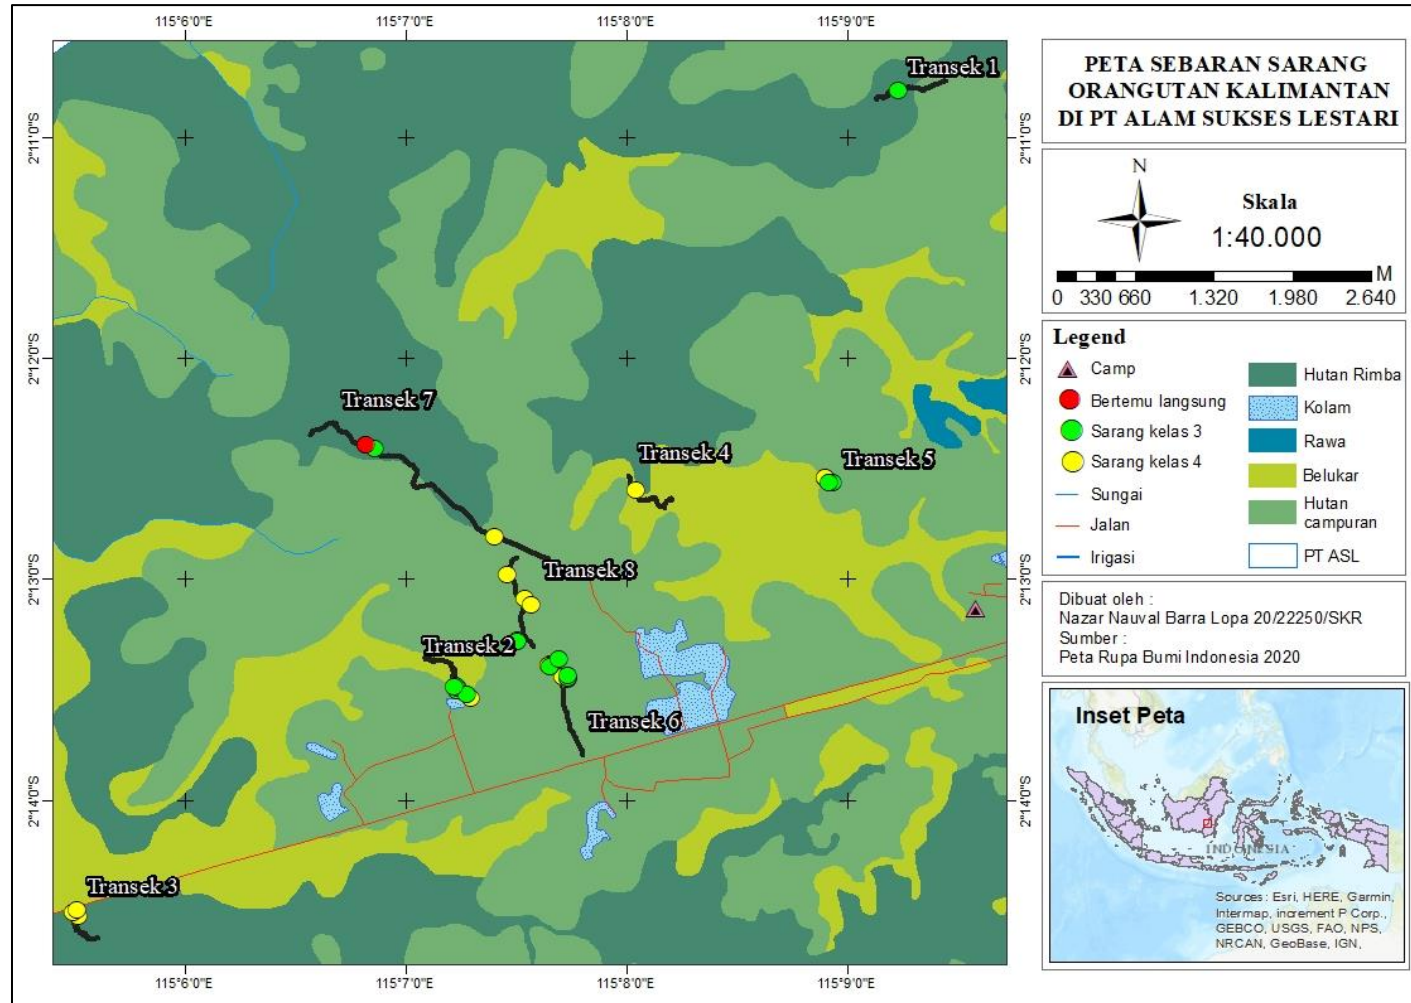 115°6'0"E 115°7'0"E 115°8'0"E 115°9'0"E
2°11'0"S
2°12'0"S
2°13'0"S
2°14'0"S
Transek 1
Transek 7
Transek 4
Transek 5
Transek 8
Transek 2
Transek 6
Transek 3
2°11'0"S
2°12'0"S
2°13'0"S
2°14'0"S
115°6'0"E 115°7'0"E 115°8'0"E 115°9'0"E
PETA SEBARAN SARANG
ORANGUTAN KALIMANTAN
DI PT ALAM SUKSES LESTARI
N
Skala
1:40.000
M
0 330 660 1.320 1.980 2.640
Legend
Camp
Bertemu langsung
Sarang kelas 3
Sarang kelas 4
Sungai
Jalan
Irigasi
Hutan Rimba
Kolam
Rawa
Belukar
Hutan
campuran
PT ASL
Dibuat oleh :
Nazar Nauval Barra Lopa 20/22250/SKR
Sumber :
Peta Rupa Bumi Indonesia 2020
Inset Peta
INDONESIA
Sources: Esri, HERE, Garmin,
Intermap, increment P Corp.,
GEBCO, USGS, FAO, NPS,
NRCAN, GeoBase, IGN,